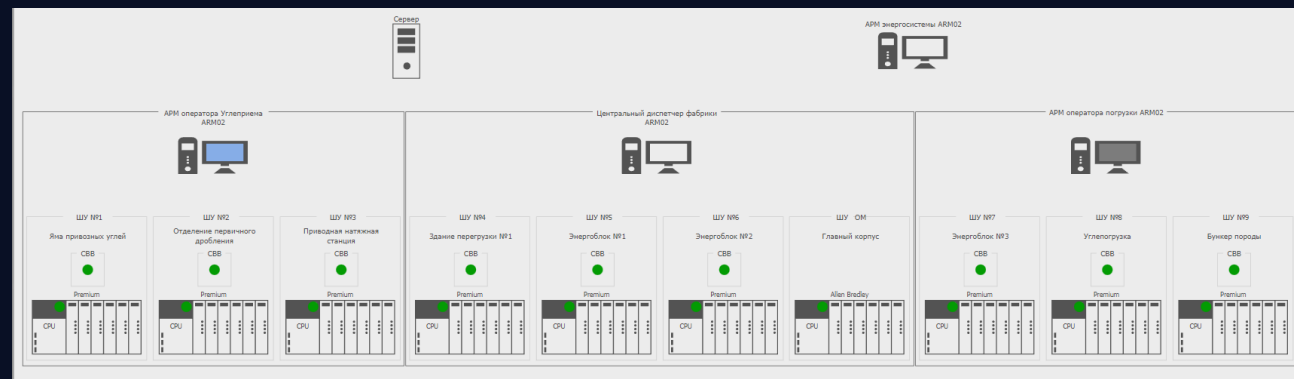 Сервер
АРМ энергосистемы ARM02
АРМ оператора Углеприема
ARM02
Центральный диспетчер фабрики
ARM02
АРМ оператора погрузки ARM02
ШУ №1
ШУ №2
ШУ №3
ШУ №4
ШУ №5
ШУ №6
ШУ ОМ
ШУ №7
ШУ №8
ШУ №9
Яма привозных углей
Отделение первичного
дробления
Приводная натяжная
станция
Здание перегрузки №1
Энергоблок №1
Энергоблок №2
Главный корпус
Энергоблок №3
Углепогрузка
Бункер породы
СВВ
СВВ
СВВ
СВВ
СВВ
СВВ
СВВ
СВВ
СВВ
Premium
Premium
Premium
Premium
Premium
Premium
Allen Bredley
Premium
Premium
Premium
CPU
CPU
CPU
CPU
CPU
CPU
CPU
CPU
CPU
CPU